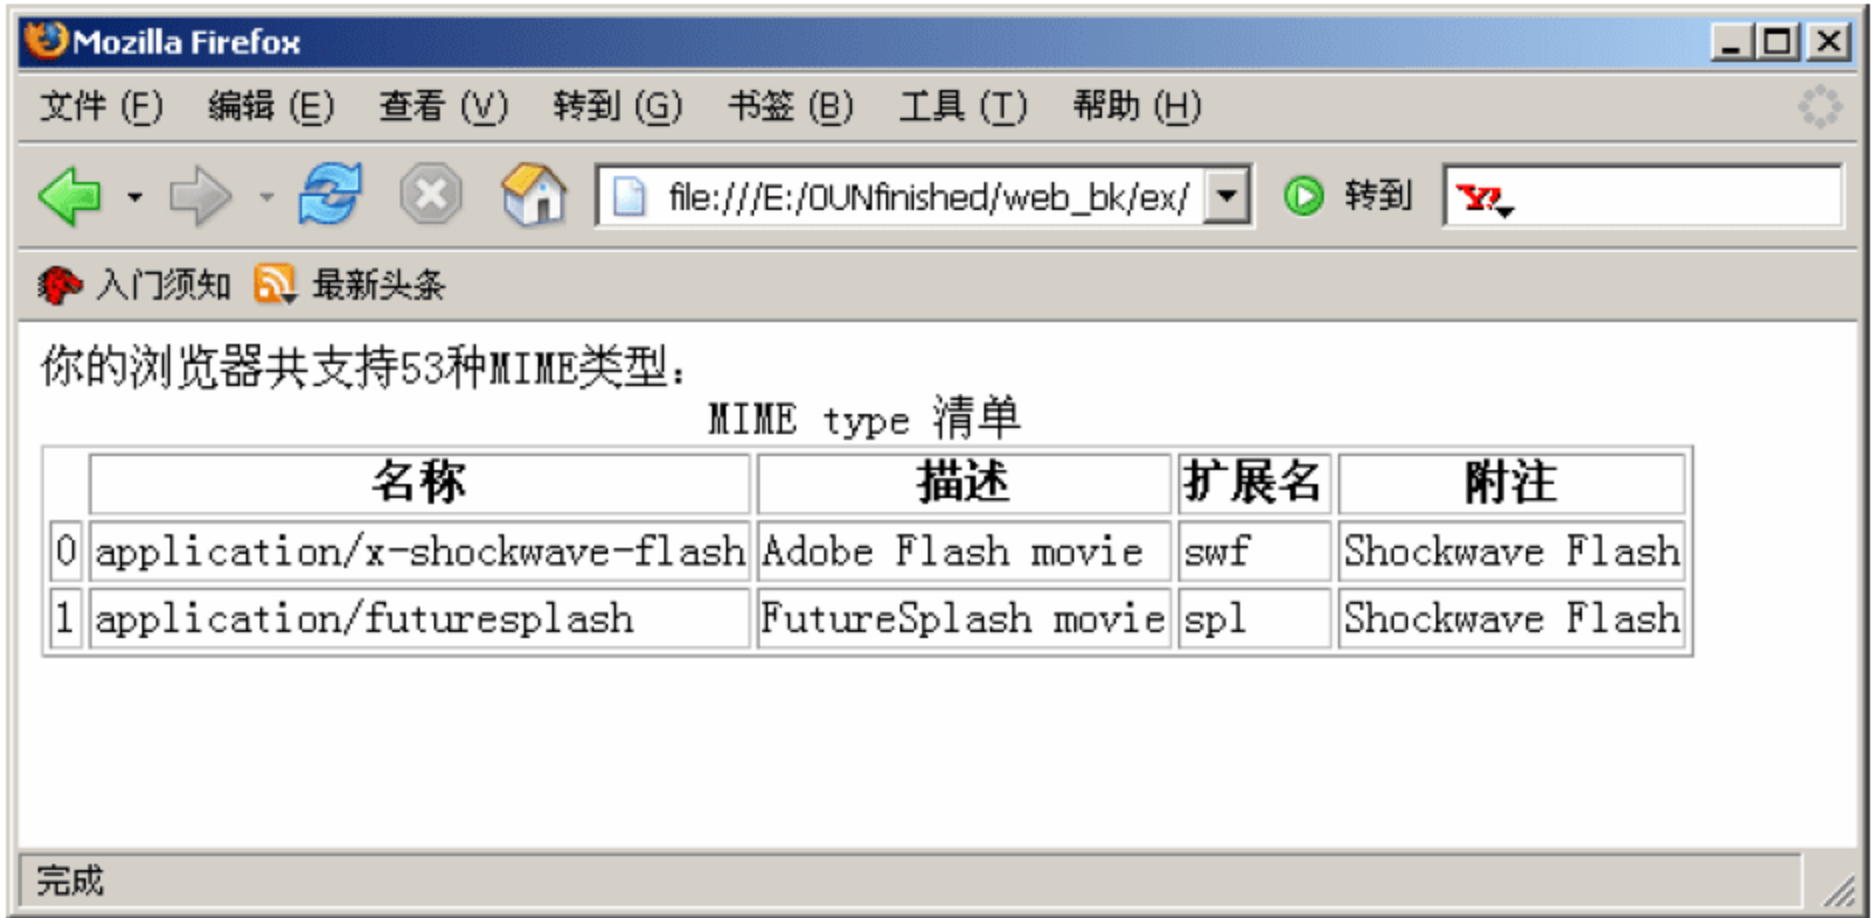 Mozilla Firefox
文件 (F) 编辑 (E) 查看 (V) 转到 (G) 书签 (B) 工具 (T) 帮助 (H)
file:///E:/0UNfinished/web_bk/ex/ 转到 Y?
入门须知 最新头条
你的浏览器共支持53种MIME类型：
MIME type 清单
名称 描述 扩展名 附注
0 application/x-shockwave-flash Adobe Flash movie swf Shockwave Flash
1 application/futuresplash FutureSplash movie spl Shockwave Flash
完成